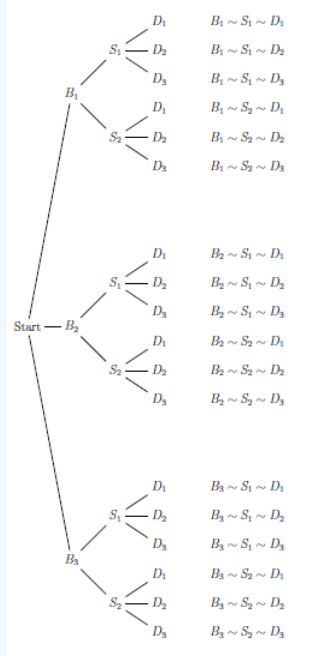 D₁ B₁ ~ S₁ ~ D₁
S₁ D₂ B₁ ~ S₁ ~ D₂
D₃ B₁ ~ S₁ ~ D₃
B₁
D₁ B₁ ~ S₂ ~ D₁
S₂ D₂ B₁ ~ S₂ ~ D₂
D₃ B₁ ~ S₂ ~ D₃
D₁ B₂ ~ S₁ ~ D₁
S₁ D₂ B₂ ~ S₁ ~ D₂
D₃ B₂ ~ S₁ ~ D₃
Start B₂
D₁ B₂ ~ S₂ ~ D₁
S₂ D₂ B₂ ~ S₂ ~ D₂
D₃ B₂ ~ S₂ ~ D₃
D₁ B₃ ~ S₁ ~ D₁
S₁ D₂ B₃ ~ S₁ ~ D₂
D₃ B₃ ~ S₁ ~ D₃
B₃
D₁ B₃ ~ S₂ ~ D₁
S₂ D₂ B₃ ~ S₂ ~ D₂
D₃ B₃ ~ S₂ ~ D₃